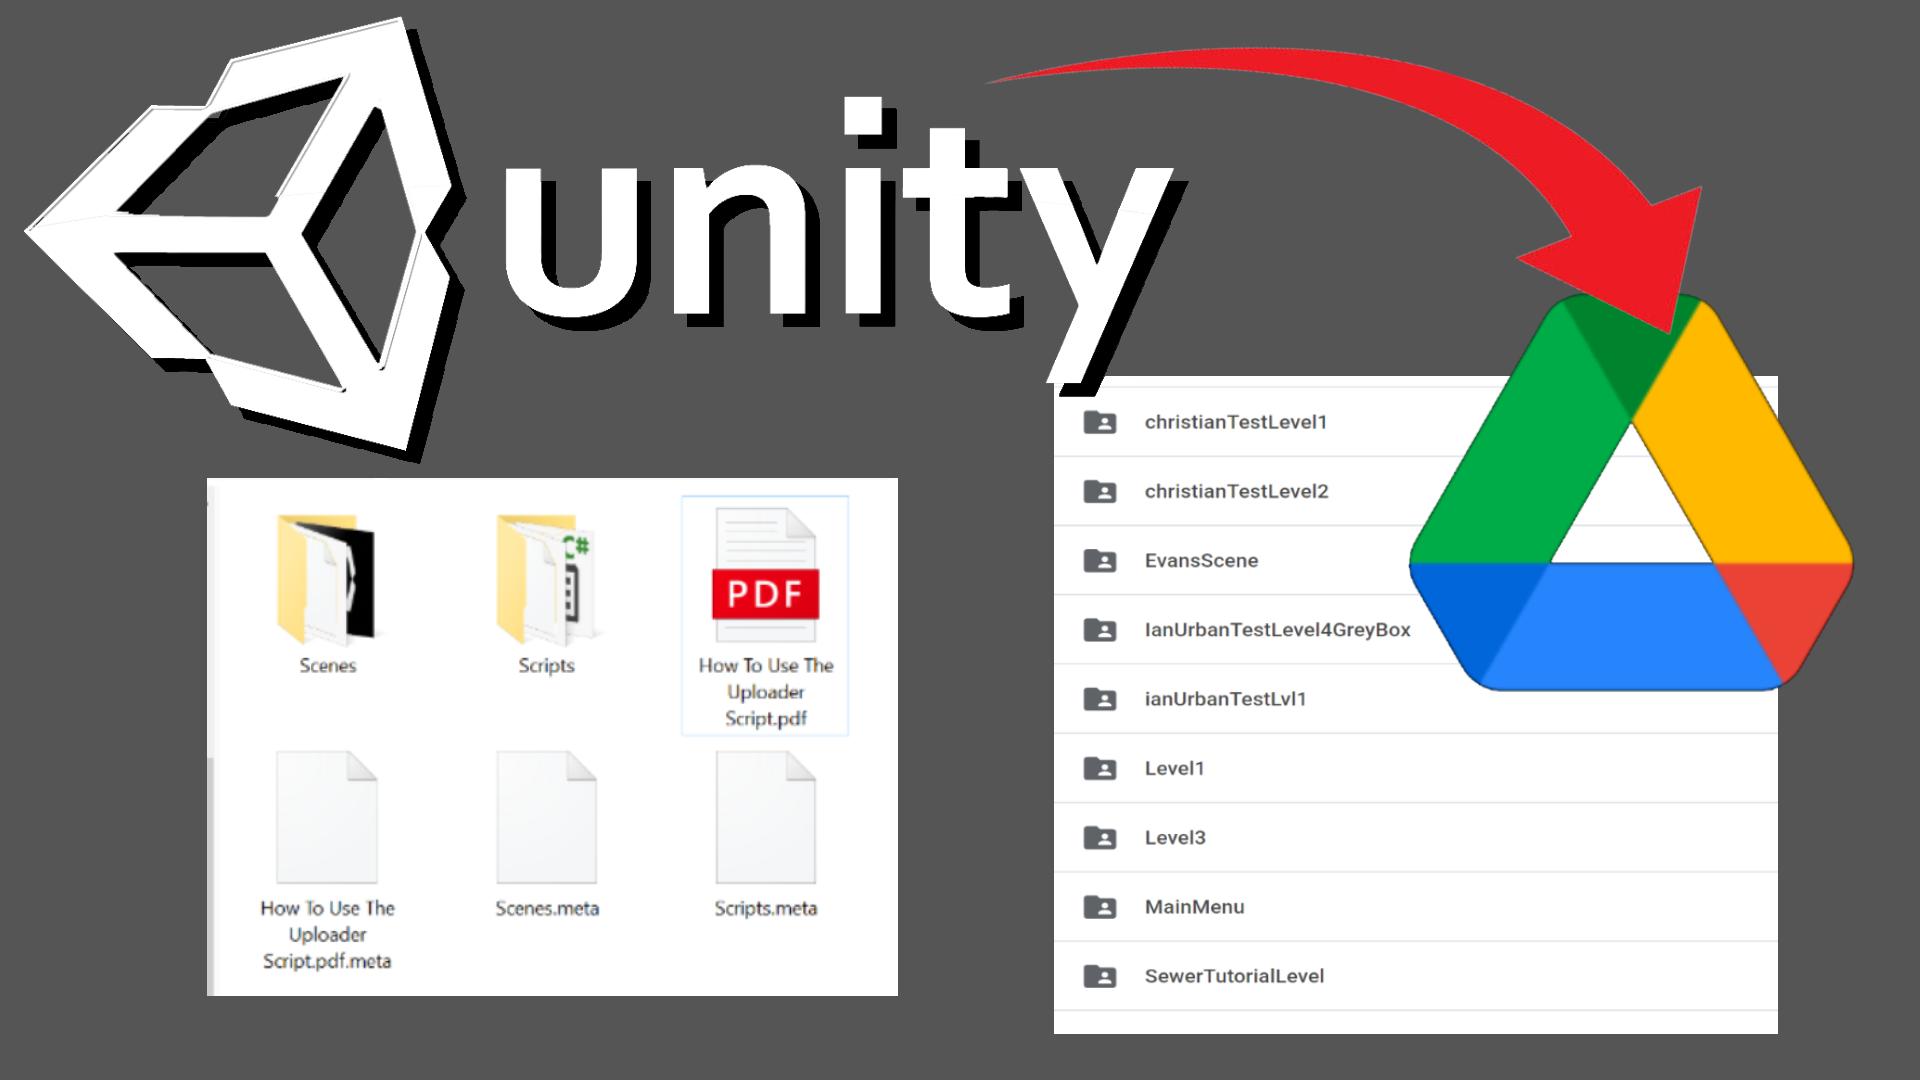 unity
Scenes
Scripts
C#
PDF
How To Use The
Uploader
Script.pdf
How To Use The
Uploader
Script.pdf.meta
Scenes.meta
Scripts.meta
christianTestLevel1
christianTestLevel2
EvansScene
IanUrbanTestLevel4GreyBox
ianUrbanTestLvl1
Level1
Level3
MainMenu
SewerTutorialLevel